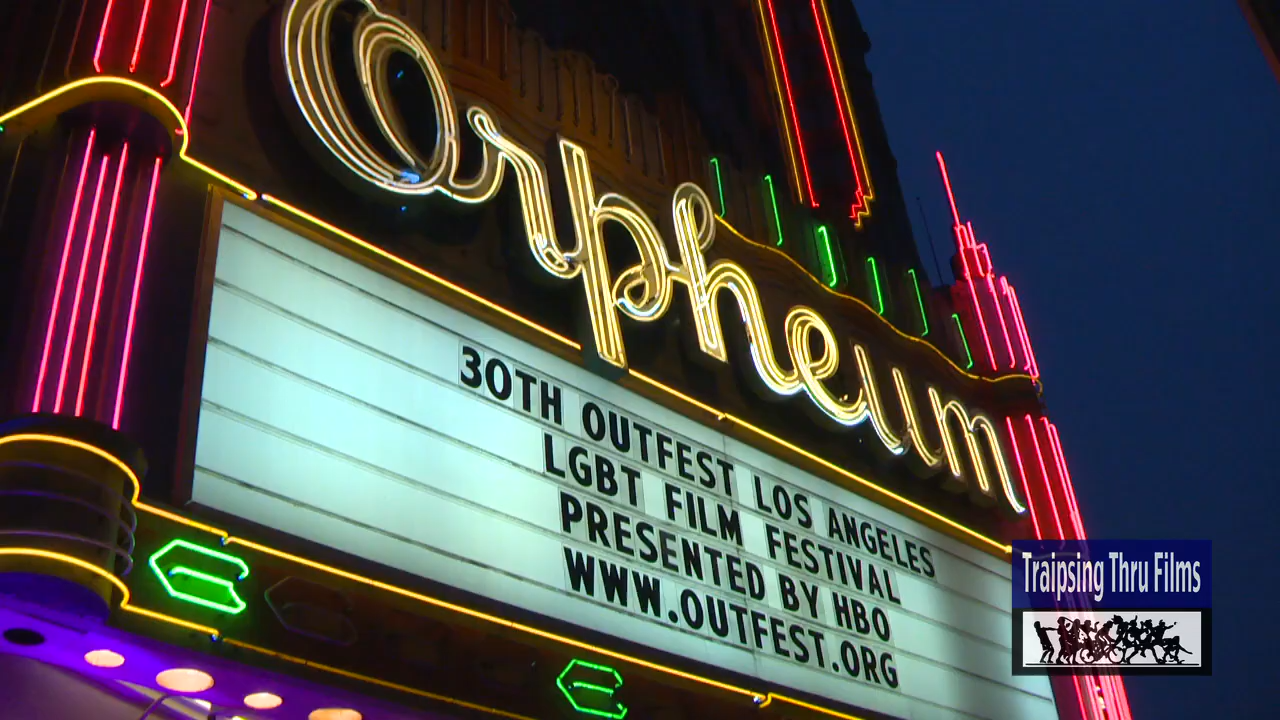 Orpheum
30TH OUTFEST LOS ANGELES
LGBT FILM FESTIVAL
PRESENTED BY HBO
WWW.OUTFEST.ORG
Traipsing Thru Films